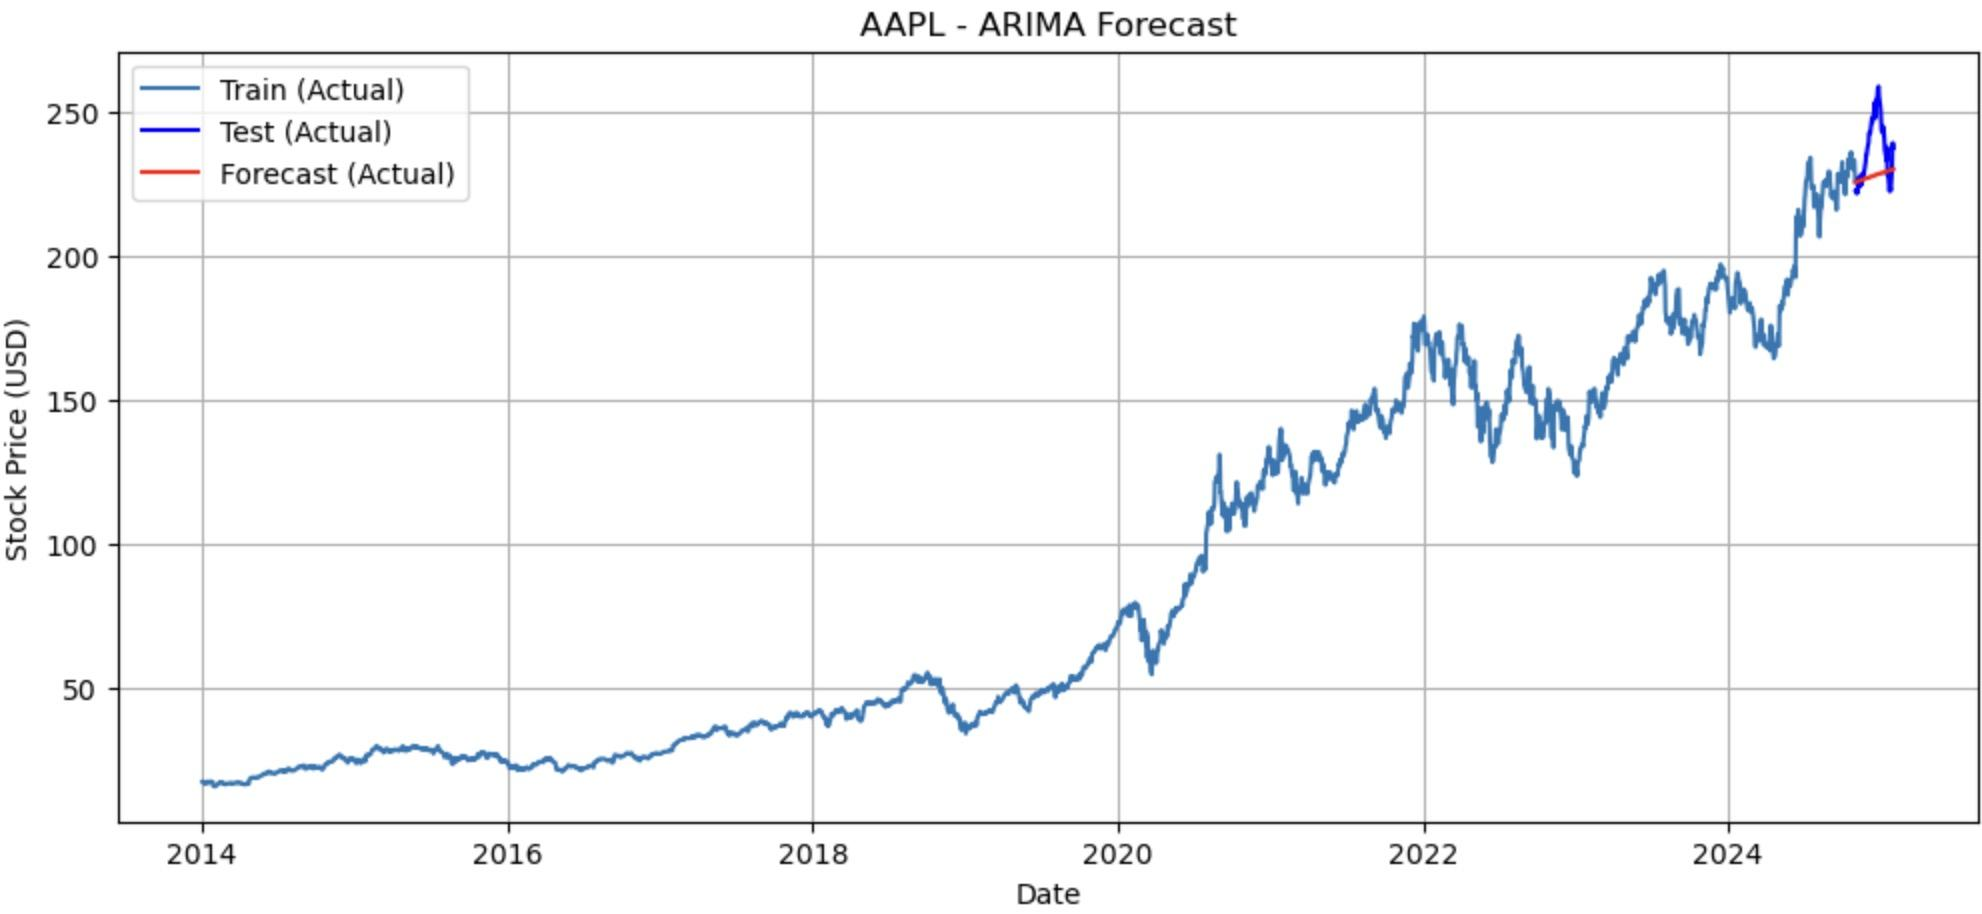 AAPL - ARIMA Forecast
Train (Actual)
Test (Actual)
Forecast (Actual)
250
200
150
100
50
Stock Price (USD)
2014 2016 2018 2020 2022 2024
Date